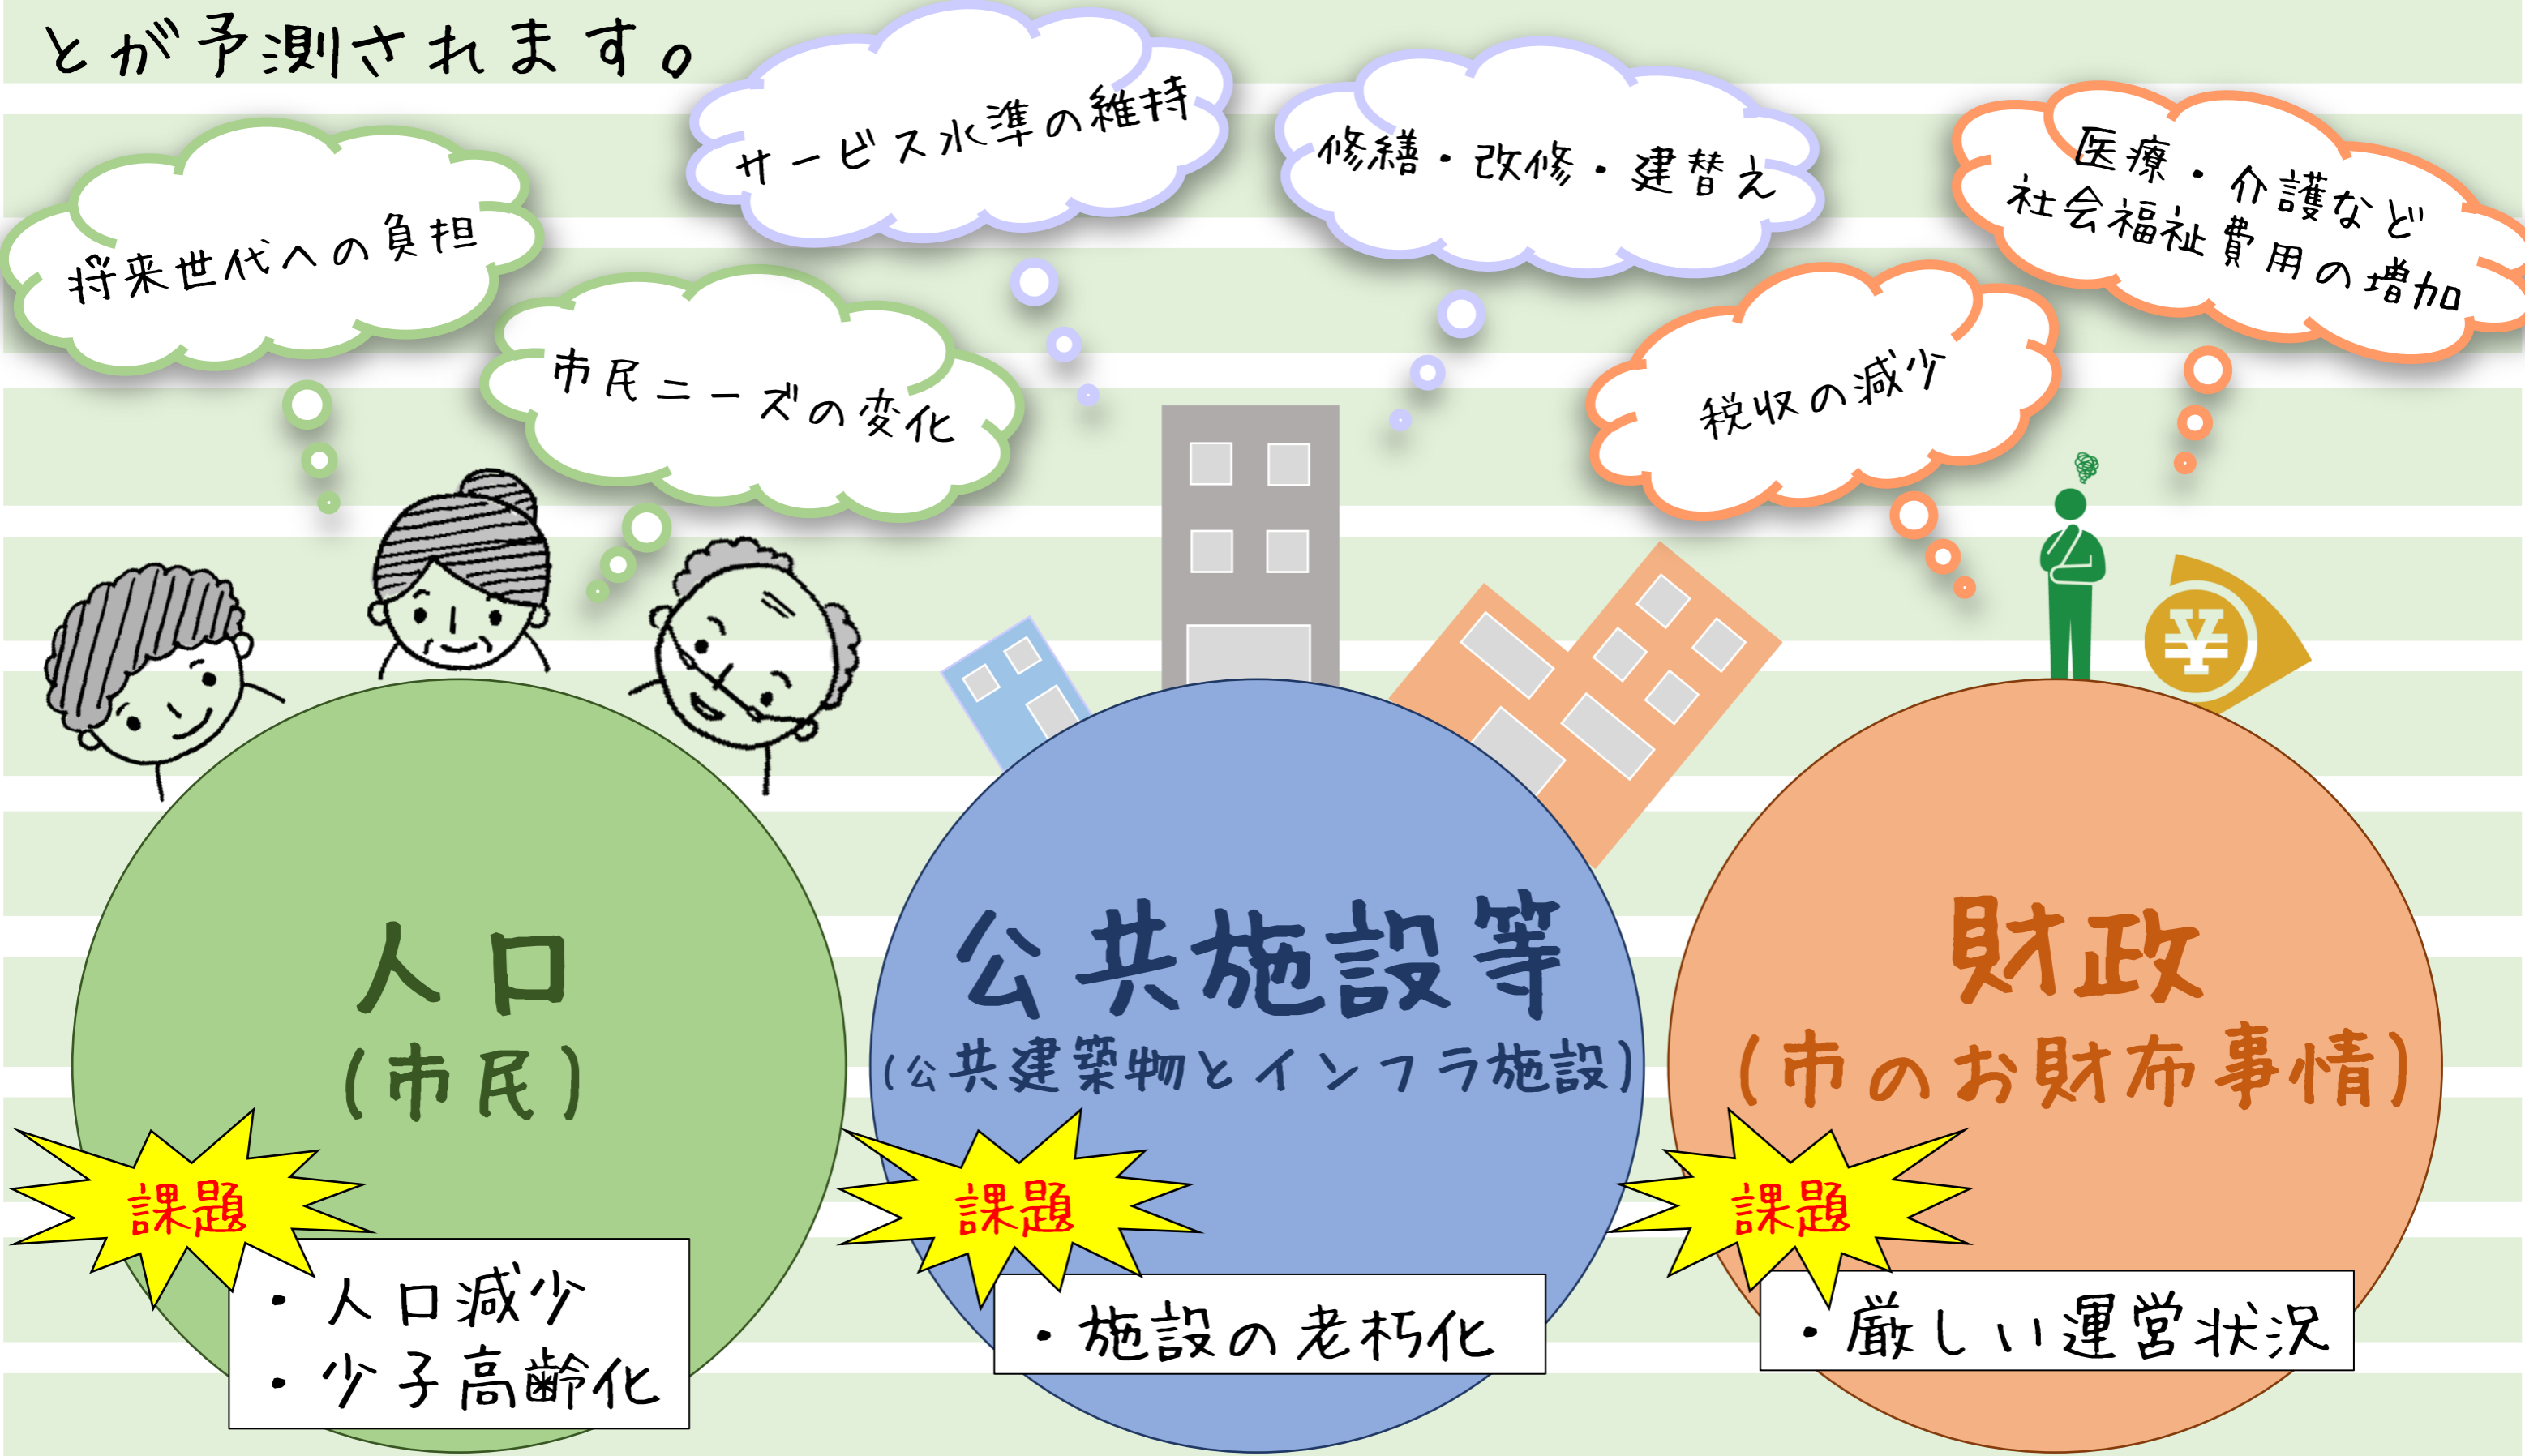 とが予測されます。
将来世代への負担
市民ニーズの変化
サービス水準の維持
修繕・改修・建替え
税収の減少
医療・介護など
社会福祉費用の増加
¥
人口
(市民)
課題
・人口減少
・少子高齢化
公共施設等
(公共建築物とインフラ施設)
課題
・施設の老朽化
財政
(市のお財布事情)
課題
・厳しい運営状況